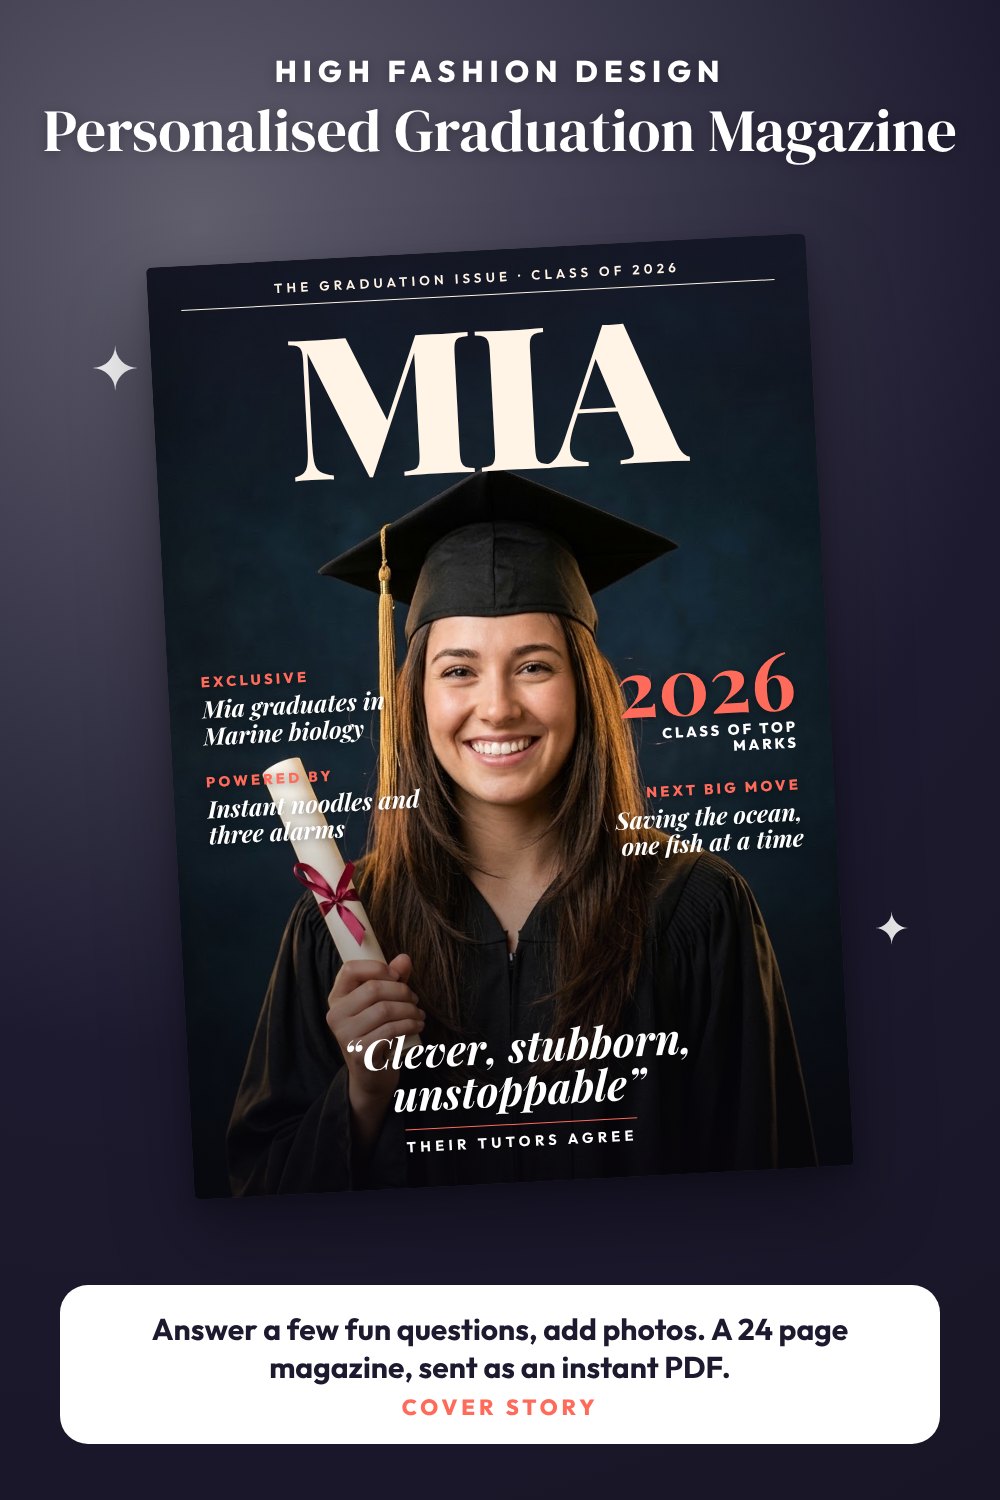 HIGH FASHION DESIGN
Personalised Graduation Magazine
THE GRADUATION ISSUE · CLASS OF 2026
MIA
EXCLUSIVE
Mia graduates in
Marine biology
POWERED BY
Instant noodles and
three alarms
2026
CLASS OF TOP
MARKS
NEXT BIG MOVE
Saving the ocean,
one fish at a time
“Clever, stubborn,
unstoppable”
THEIR TUTORS AGREE
Answer a few fun questions, add photos. A 24 page
magazine, sent as an instant PDF.
COVER STORY